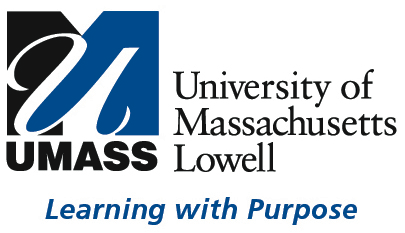 UMASS
University of
Massachusetts
Lowell
Learning with Purpose